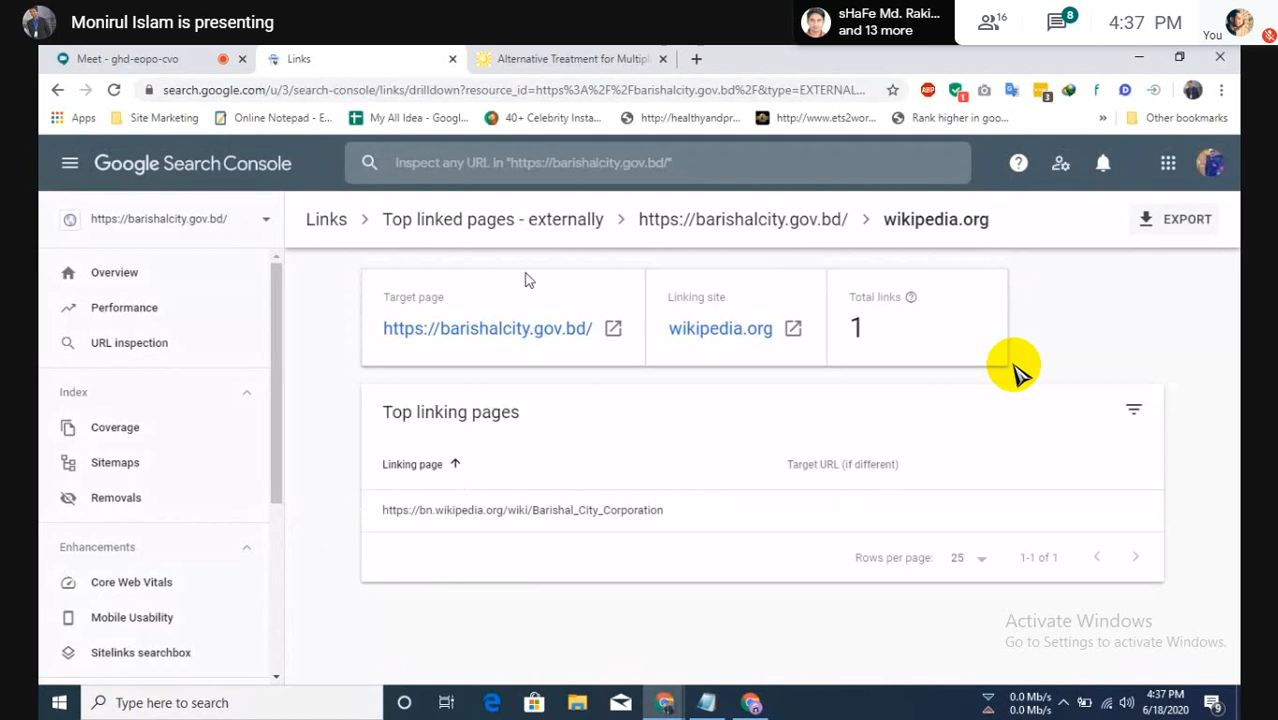 Monirul Islam is presenting
sHaFe Md. Raki...
and 13 more
16
8
4:37 PM
You
Meet - ghd-eopo-cvo
Links
Alternative Treatment for Multipl
search.google.com/u/3/search-console/links/drilldown?resource_id=https%3A%2F%2Fbarishalcity.gov.bd%2F&type=EXTERNAL...
ABP
1
3
Apps
Site Marketing
Online Notepad - E...
My All Idea - Googl...
40+ Celebrity Insta...
http://healthyandpr...
http://www.ets2wor...
Rank higher in goo...
»
Other bookmarks
Google Search Console
Inspect any URL in "https://barishalcity.gov.bd/"
https://barishalcity.gov.bd/
Links > Top linked pages - externally > https://barishalcity.gov.bd/ > wikipedia.org
EXPORT
Overview
Performance
URL inspection
Index
Coverage
Sitemaps
Removals
Enhancements
Core Web Vitals
Mobile Usability
Sitelinks searchbox
Target page
https://barishalcity.gov.bd/
Linking site
wikipedia.org
Total links
1
Top linking pages
Linking page
Target URL (if different)
https://bn.wikipedia.org/wiki/Barishal_City_Corporation
Rows per page: 25
1-1 of 1
Activate Windows
Go to Settings to activate Windows.
Type here to search
0.0 Mb/s
0.0 Mb/s
4:37 PM
6/18/2020
9